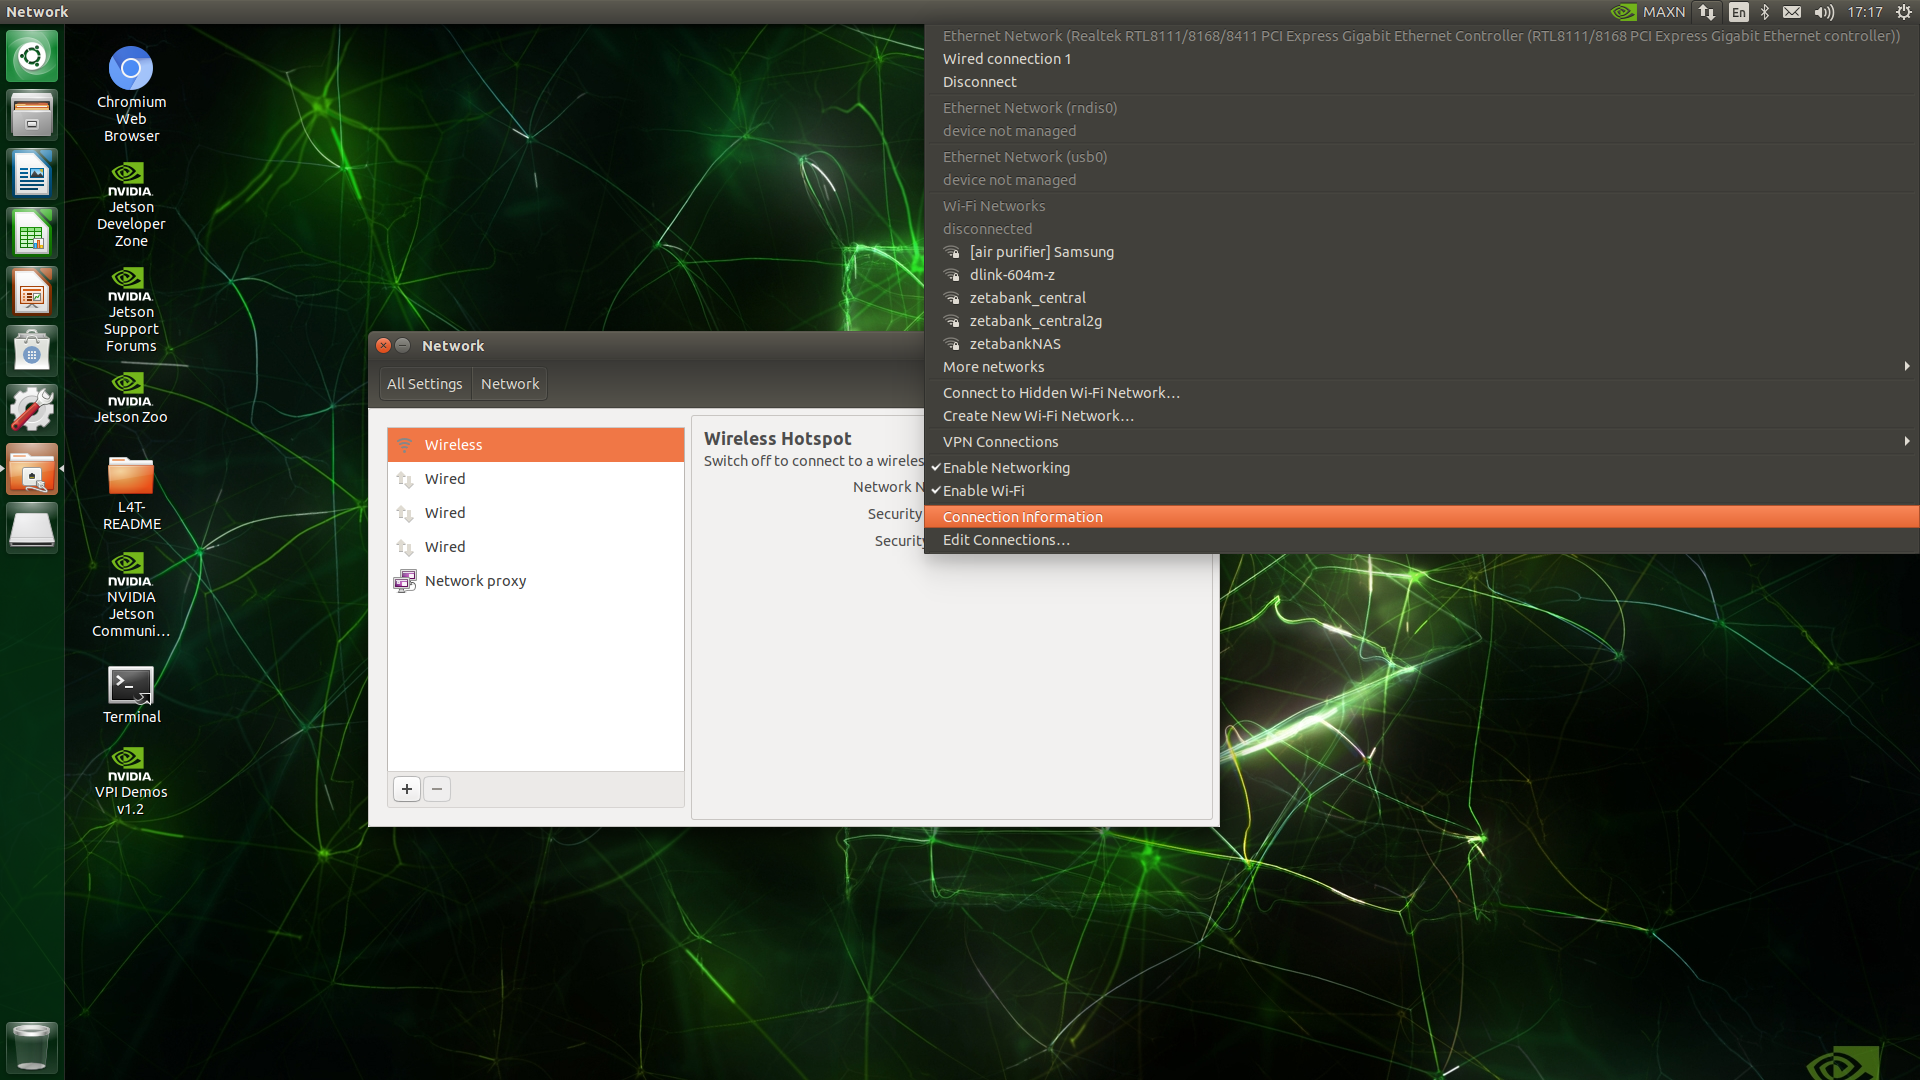 Network
MAXN
En
17:17
Chromium
Web
Browser
NVIDIA.
Jetson
Developer
Zone
NVIDIA.
Jetson
Support
Forums
NVIDIA.
Jetson Zoo
L4T-
README
NVIDIA.
NVIDIA
Jetson
Communi...
>_
Terminal
NVIDIA.
VPI Demos
v1.2
Network
All Settings
Network
Wireless
Wired
Wired
Wired
Network proxy
+
−
Wireless Hotspot
Switch off to connect to a
Network
Security
Ethernet Network (Realtek RTL8111/8168/8411 PCI Express Gigabit Ethernet Controller (RTL8111/8168 PCI Express Gigabit Ethernet controller))
Wired connection 1
Disconnect
Ethernet Network (rndis0)
device not managed
Ethernet Network (usb0)
device not managed
Wi-Fi Networks
disconnected
[air purifier] Samsung
dlink-604m-z
zetabank_central
zetabank_central2g
zetabankNAS
More networks
Connect to Hidden Wi-Fi Network…
Create New Wi-Fi Network…
VPN Connections
Enable Networking
Enable Wi-Fi
Connection Information
Edit Connections…